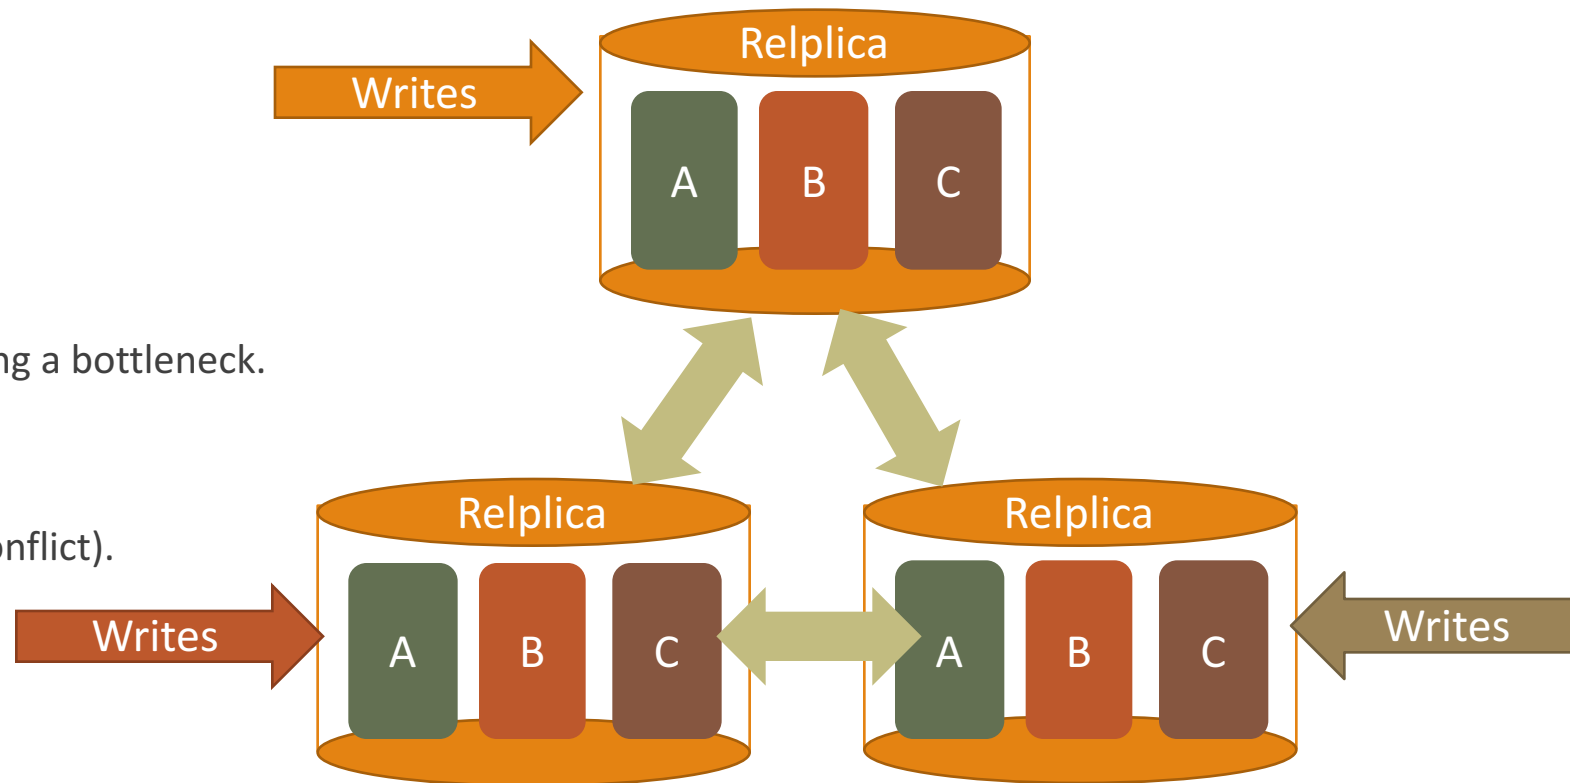 Relplica
Writes
A B C
ng a bottleneck.
Relplica
Relplica
onflict).
Writes
A B C
A B C
Writes